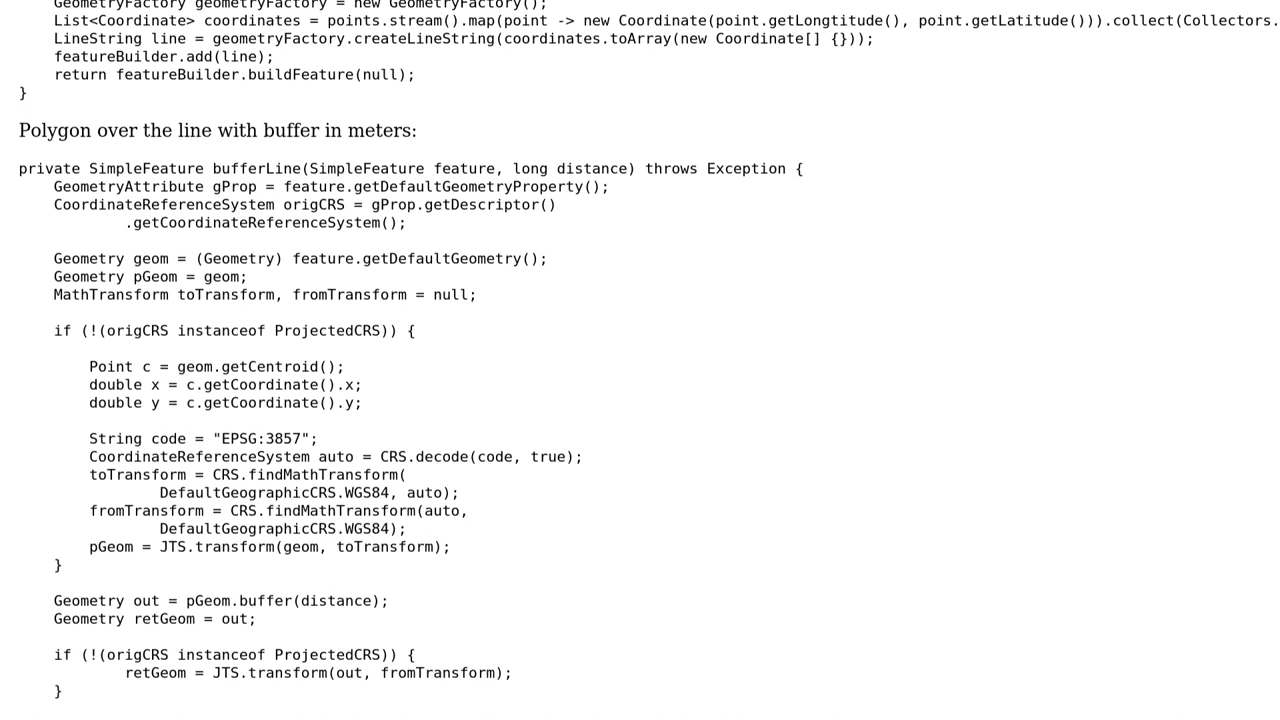 GeometryFactory geometryFactory = new GeometryFactory();
    List<Coordinate> coordinates = points.stream().map(point -> new Coordinate(point.getLongtitude(), point.getLatitude())).collect(Collectors.
    LineString line = geometryFactory.createLineString(coordinates.toArray(new Coordinate[] {}));
    featureBuilder.add(line);
    return featureBuilder.buildFeature(null);
}
Polygon over the line with buffer in meters:
private SimpleFeature bufferLine(SimpleFeature feature, long distance) throws Exception {
    GeometryAttribute gProp = feature.getDefaultGeometryProperty();
    CoordinateReferenceSystem origCRS = gProp.getDescriptor()
            .getCoordinateReferenceSystem();

    Geometry geom = (Geometry) feature.getDefaultGeometry();
    Geometry pGeom = geom;
    MathTransform toTransform, fromTransform = null;

    if (!(origCRS instanceof ProjectedCRS)) {

        Point c = geom.getCentroid();
        double x = c.getCoordinate().x;
        double y = c.getCoordinate().y;

        String code = "EPSG:3857";
        CoordinateReferenceSystem auto = CRS.decode(code, true);
        toTransform = CRS.findMathTransform(
                DefaultGeographicCRS.WGS84, auto);
        fromTransform = CRS.findMathTransform(auto,
                DefaultGeographicCRS.WGS84);
        pGeom = JTS.transform(geom, toTransform);
    }

    Geometry out = pGeom.buffer(distance);
    Geometry retGeom = out;

    if (!(origCRS instanceof ProjectedCRS)) {
            retGeom = JTS.transform(out, fromTransform);
    }